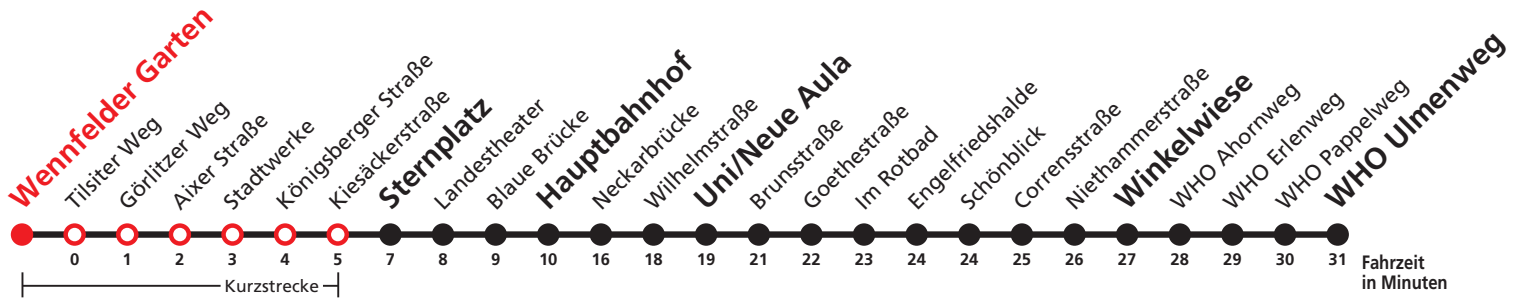 Wennfelder Garten
Tilsiter Weg
Görlitzer Weg
Aixer Straße
Stadtwerke
Königsberger Straße
Kiesäckerstraße
Sternplatz
Landestheater
Blaue Brücke
Hauptbahnhof
Neckarbrücke
Wilhelmstraße
Uni/Neue Aula
Brunsstraße
Goethestraße
Im Rotbad
Engelfriedshalde
Schönblick
Corrensstraße
Niethammerstraße
Winkelwiese
WHO Ahornweg
WHO Erlenweg
WHO Pappelweg
WHO Ulmenweg
0 1 2 3 4 5 7 8 9 10 16 18 19 21 22 23 24 24 25 26 27 28 29 30 31
Fahrzeit
in Minuten
Kurzstrecke